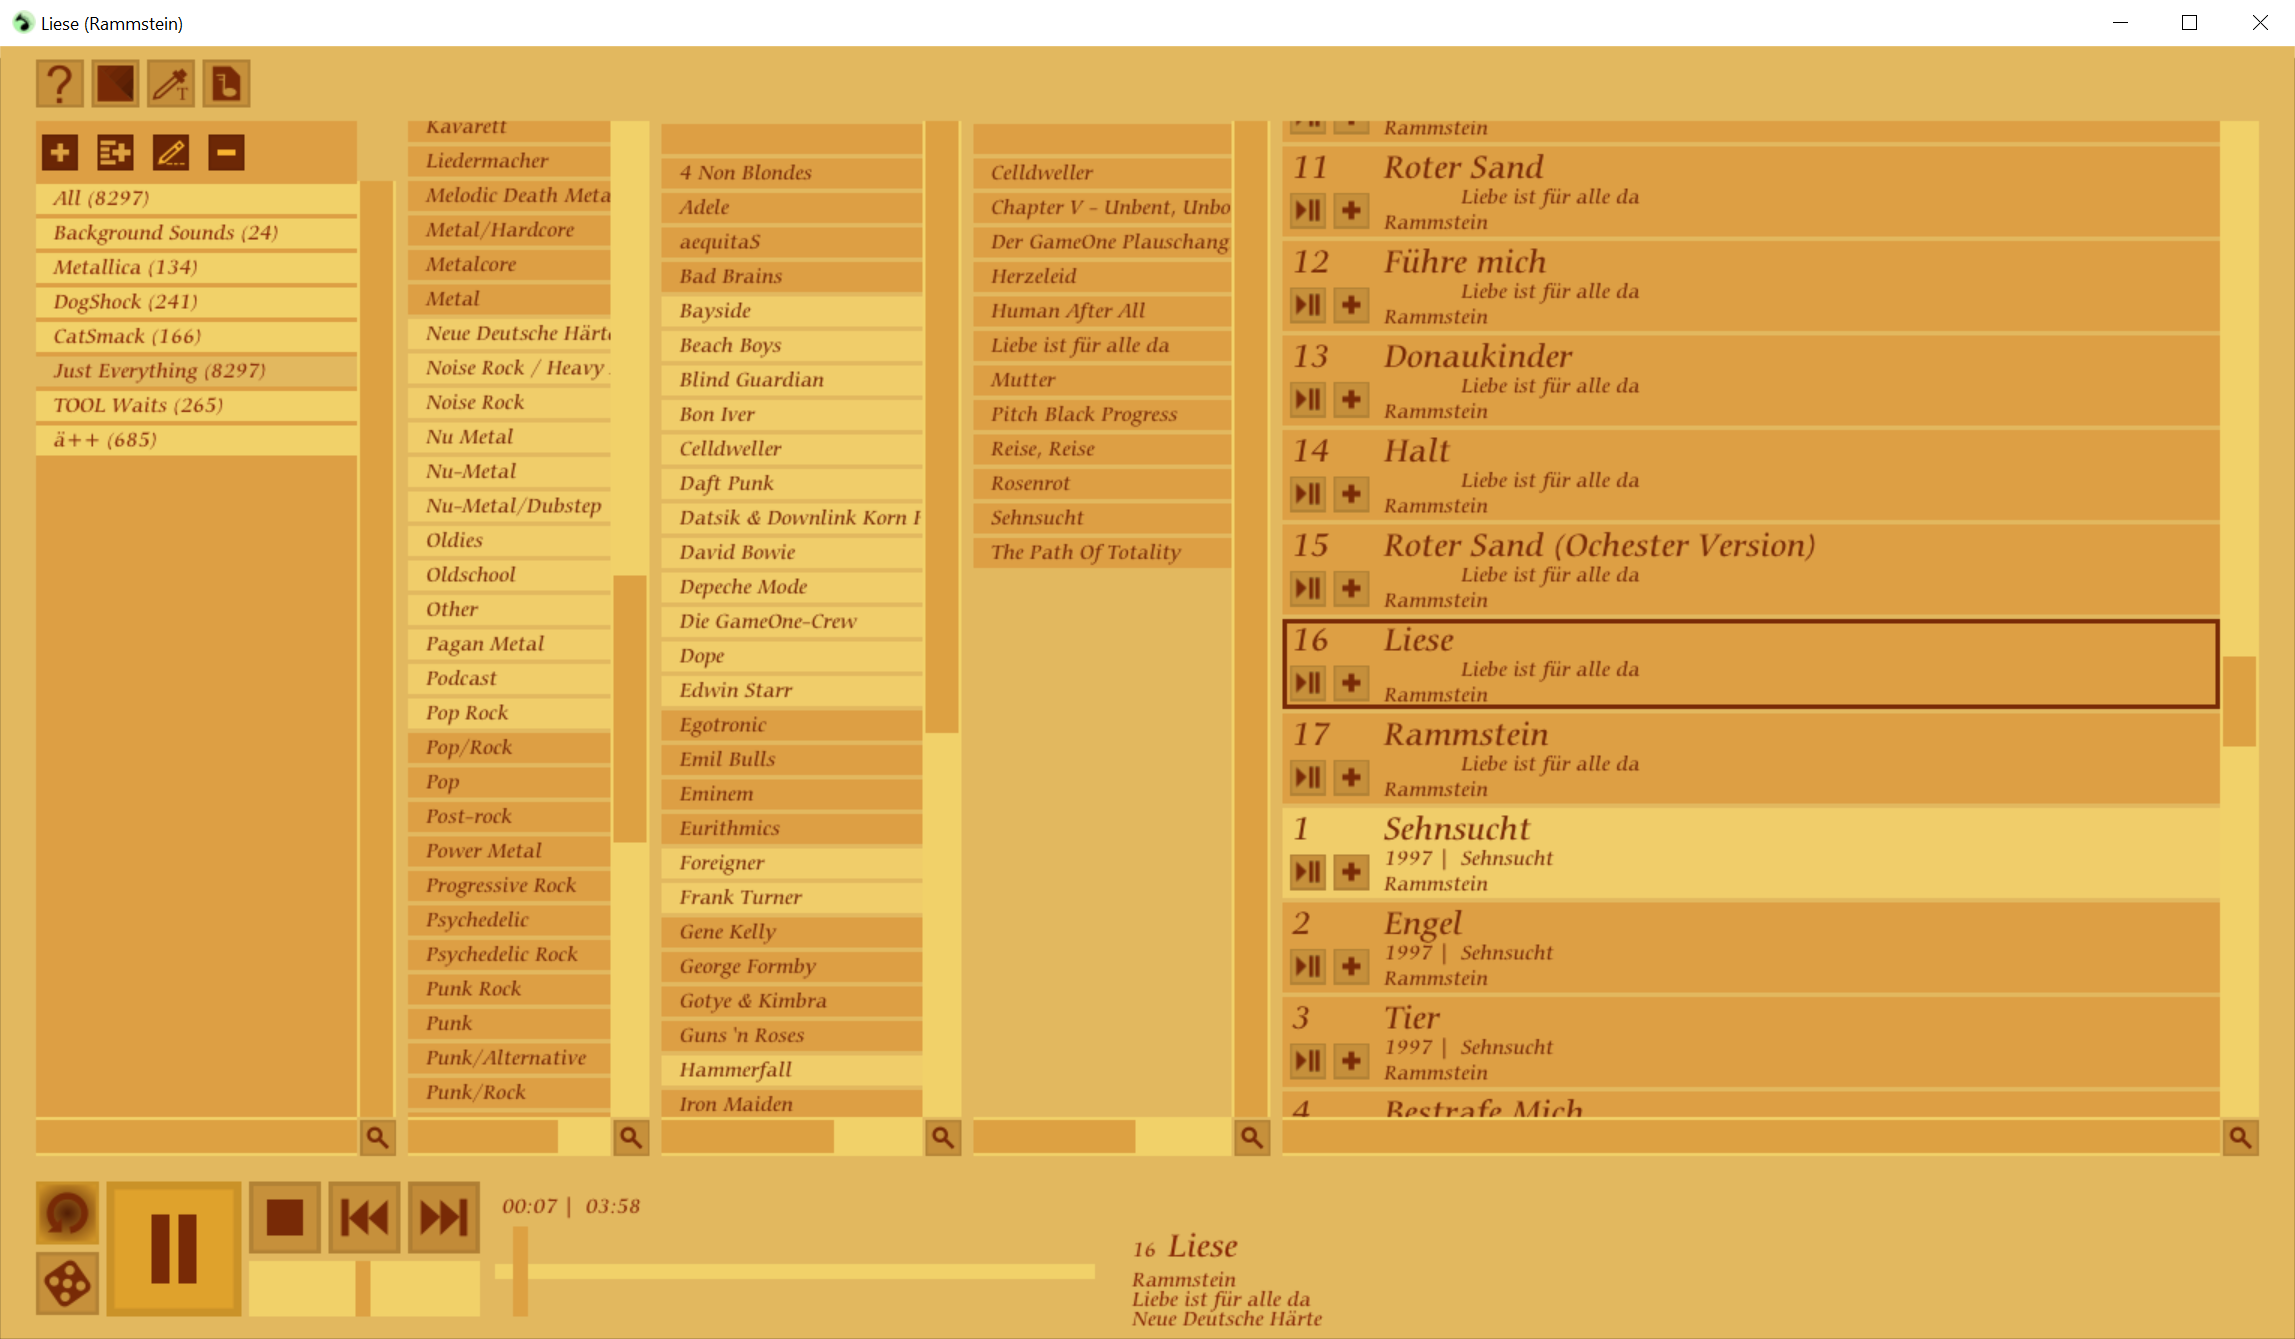 Liese (Rammstein)
All (8297)
Background Sounds (24)
Metallica (134)
DogShock (241)
CatSmack (166)
Just Everything (8297)
TOOL Waits (265)
ä++ (685)
Kavarett
Liedermacher
Melodic Death Meta
Metal/Hardcore
Metalcore
Metal
Neue Deutsche Härte
Noise Rock / Heavy
Noise Rock
Nu Metal
Nu-Metal
Nu-Metal/Dubstep
Oldies
Oldschool
Other
Pagan Metal
Podcast
Pop Rock
Pop/Rock
Pop
Post-rock
Power Metal
Progressive Rock
Psychedelic
Psychedelic Rock
Punk Rock
Punk
Punk/Alternative
Punk/Rock
4 Non Blondes
Adele
aequitaS
Bad Brains
Bayside
Beach Boys
Blind Guardian
Bon Iver
Celldweller
Daft Punk
Datsik & Downlink Korn
David Bowie
Depeche Mode
Die GameOne-Crew
Dope
Edwin Starr
Egotronic
Emil Bulls
Eminem
Eurithmics
Foreigner
Frank Turner
Gene Kelly
George Formby
Gotye & Kimbra
Guns 'n Roses
Hammerfall
Iron Maiden
Celldweller
Chapter V - Unbent, Unbo
Der GameOne Plauschang
Herzeleid
Human After All
Liebe ist für alle da
Mutter
Pitch Black Progress
Reise, Reise
Rosenrot
Sehnsucht
The Path Of Totality
Rammstein
11 Roter Sand
Liebe ist für alle da
Rammstein
12 Führe mich
Liebe ist für alle da
Rammstein
13 Donaukinder
Liebe ist für alle da
Rammstein
14 Halt
Liebe ist für alle da
Rammstein
15 Roter Sand (Ochester Version)
Liebe ist für alle da
Rammstein
16 Liese
Liebe ist für alle da
Rammstein
17 Rammstein
Liebe ist für alle da
Rammstein
1 Sehnsucht
1997 | Sehnsucht
Rammstein
2 Engel
1997 | Sehnsucht
Rammstein
3 Tier
1997 | Sehnsucht
Rammstein
4 Bestrafe Mich
00:07 | 03:58
16 Liese
Rammstein
Liebe ist für alle da
Neue Deutsche Härte